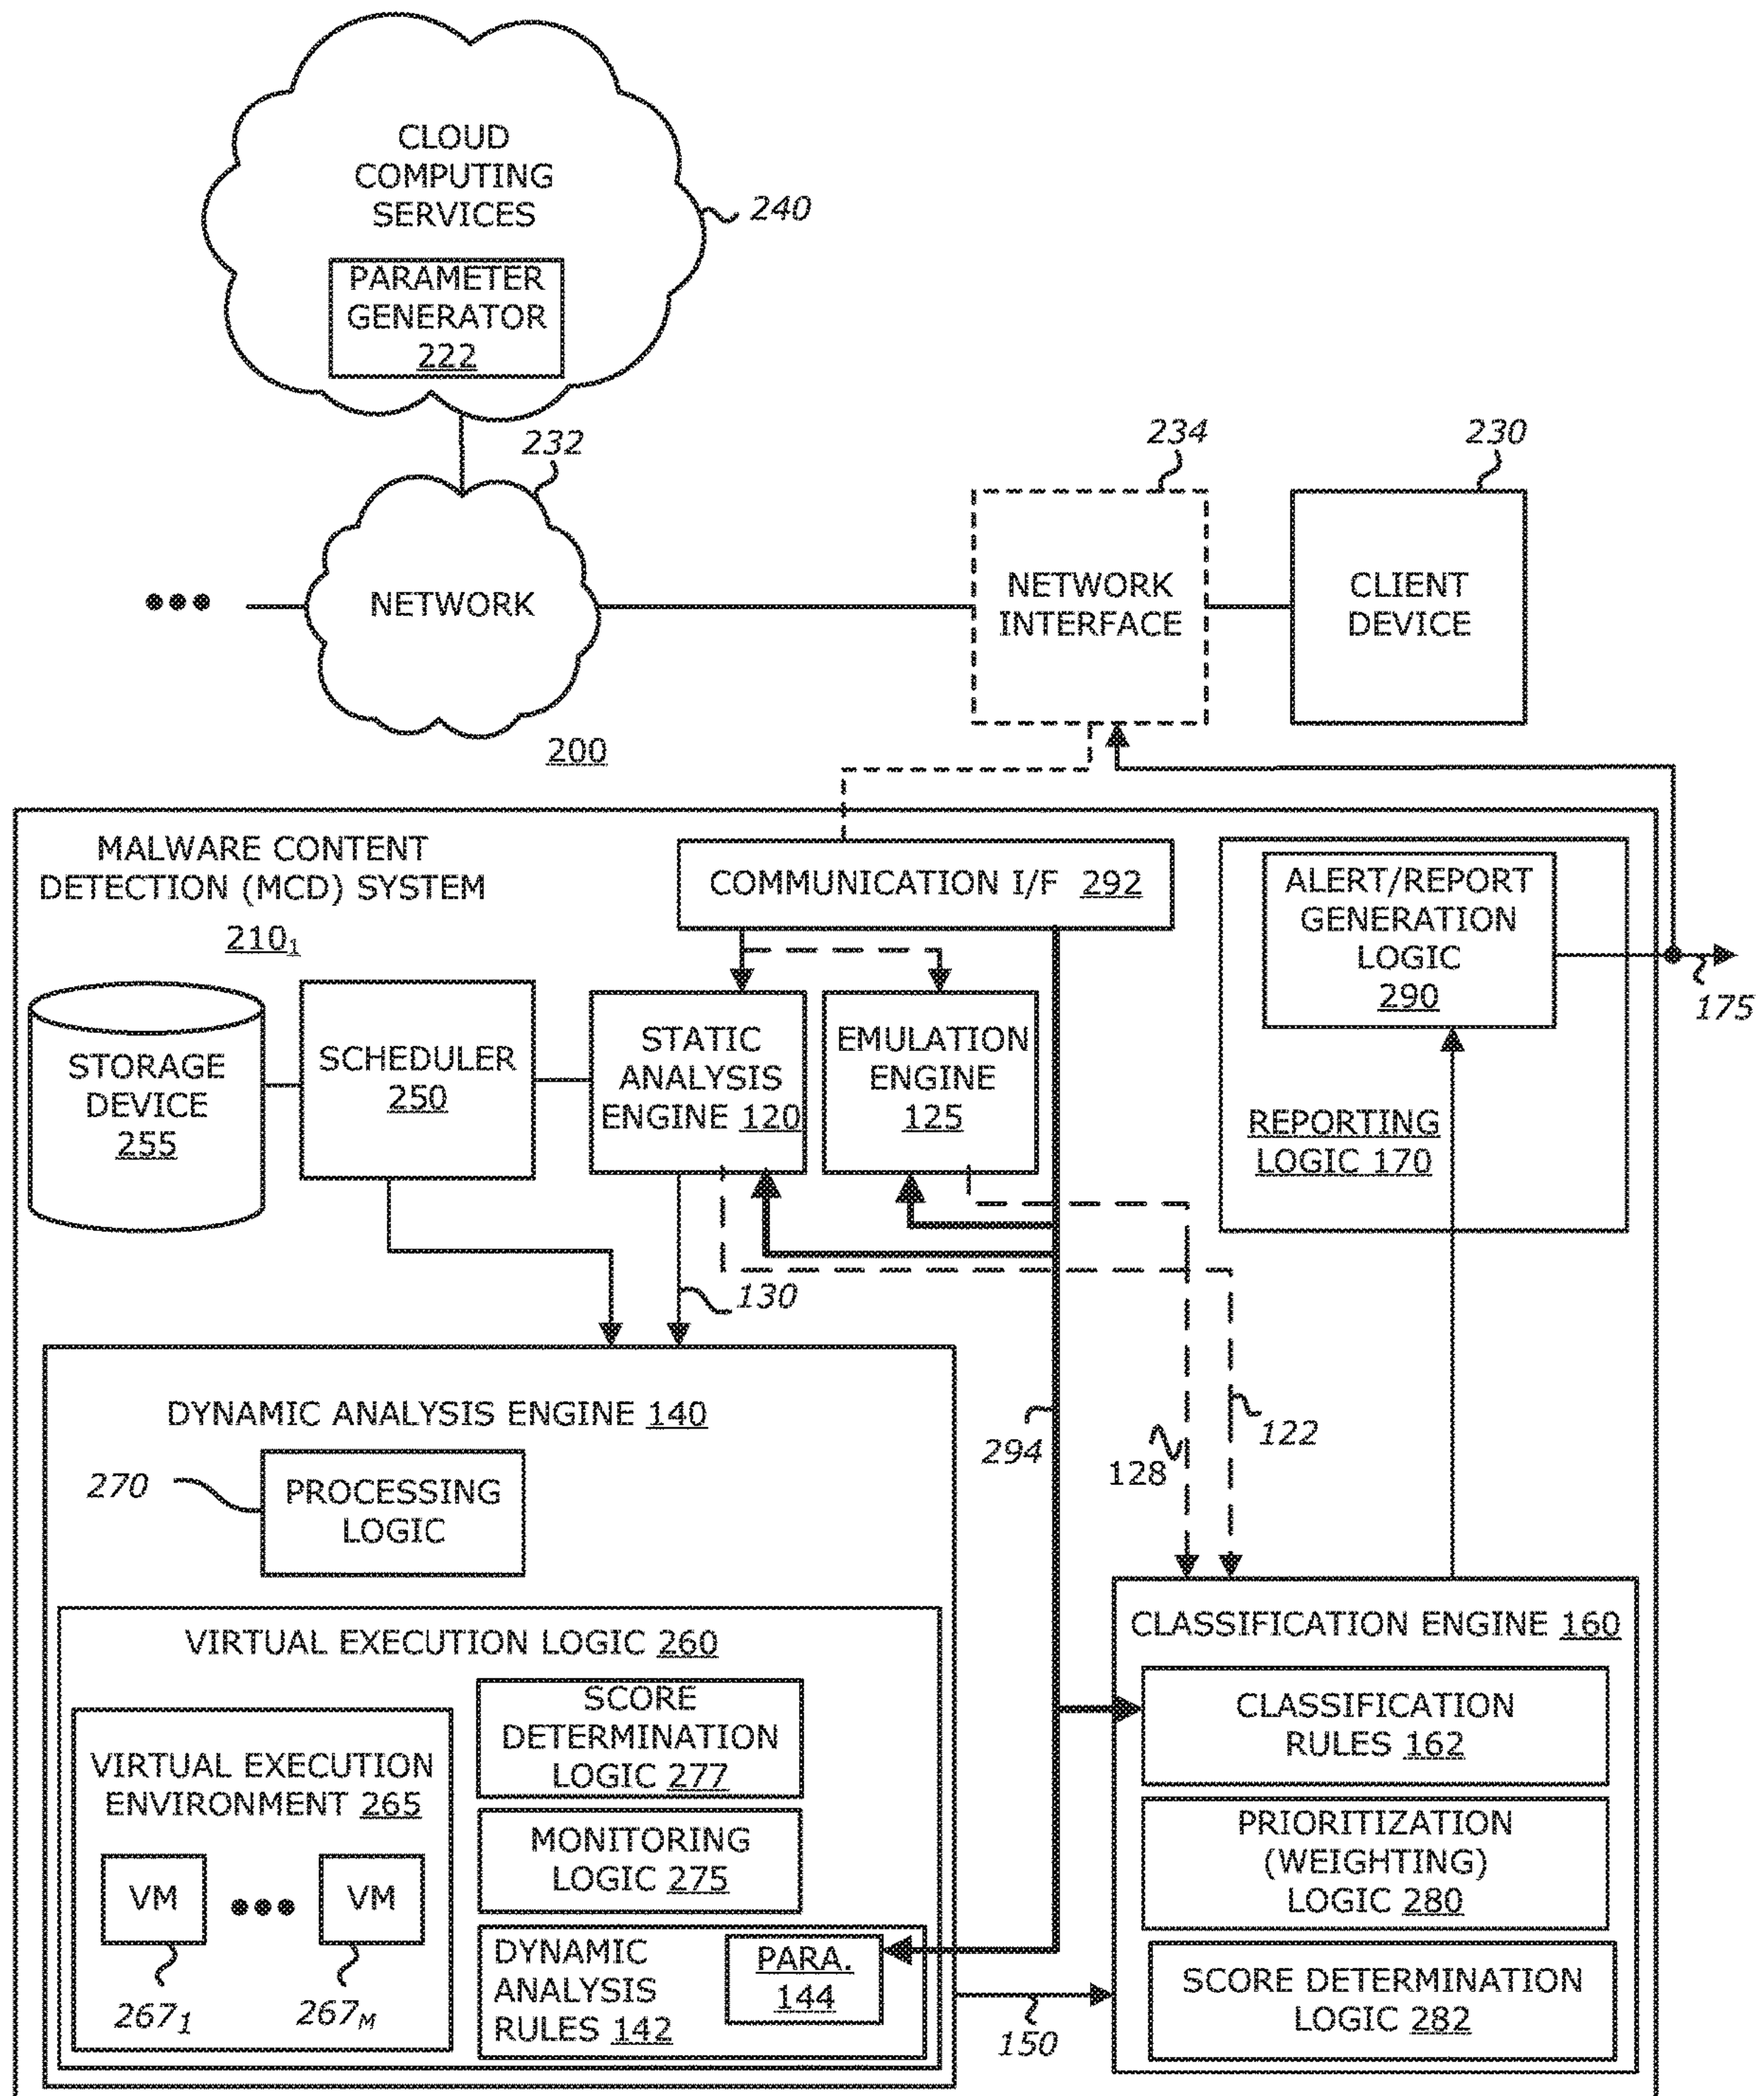 CLOUD
COMPUTING
SERVICES
240
PARAMETER
GENERATOR
222
232
234
230
NETWORK
NETWORK
INTERFACE
CLIENT
DEVICE
200
MALWARE CONTENT
DETECTION (MCD) SYSTEM
210₁
COMMUNICATION I/F 292
ALERT/REPORT
GENERATION
LOGIC
290
175
STORAGE
DEVICE
255
SCHEDULER
250
STATIC
ANALYSIS
ENGINE 120
EMULATION
ENGINE
125
REPORTING
LOGIC 170
130
294
128
122
DYNAMIC ANALYSIS ENGINE 140
270
PROCESSING
LOGIC
VIRTUAL EXECUTION LOGIC 260
VIRTUAL EXECUTION
ENVIRONMENT 265
VM
VM
267₁
267M
SCORE
DETERMINATION
LOGIC 277
MONITORING
LOGIC 275
DYNAMIC
ANALYSIS
RULES 142
PARA.
144
150
CLASSIFICATION ENGINE 160
CLASSIFICATION
RULES 162
PRIORITIZATION
(WEIGHTING)
LOGIC 280
SCORE DETERMINATION
LOGIC 282